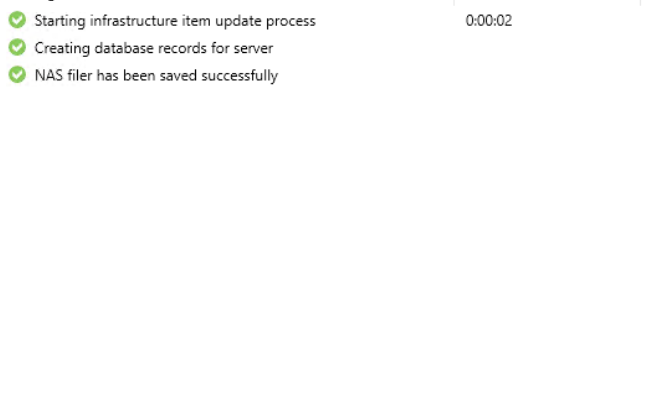 Starting infrastructure item update process 0:00:02
Creating database records for server
NAS filer has been saved successfully